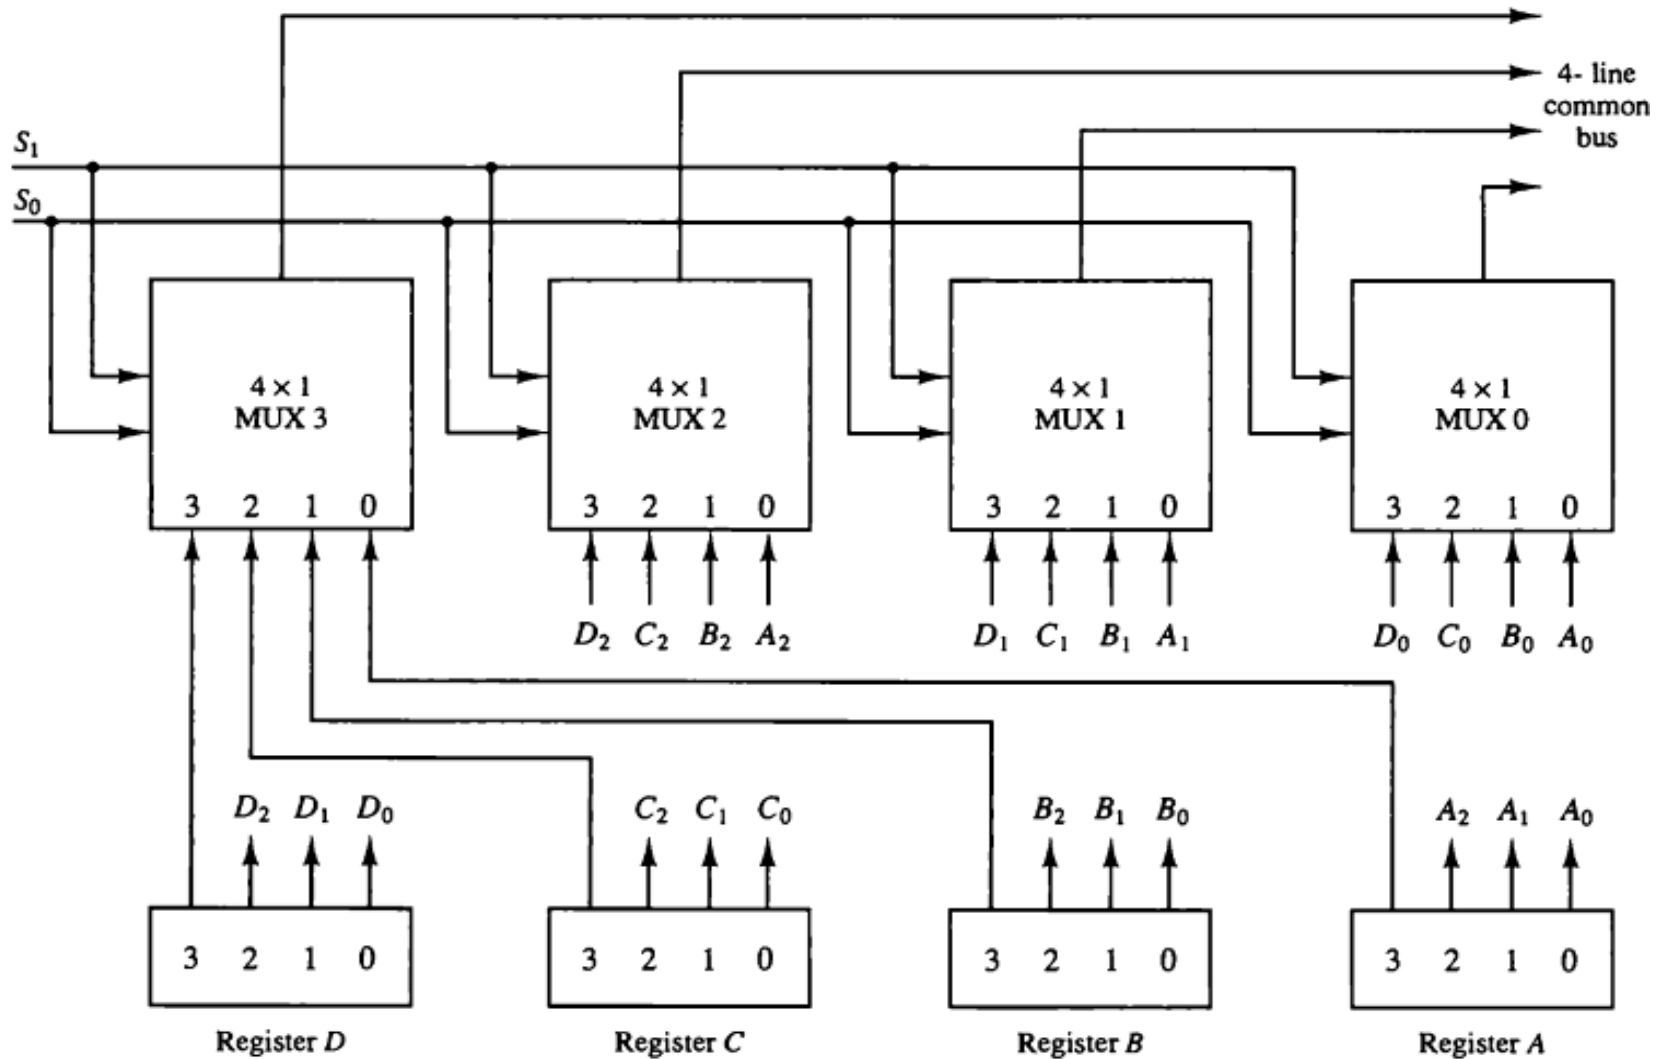 4- line
common
bus
S₁
S₀
4 × 1
MUX 3
3 2 1 0
4 × 1
MUX 2
3 2 1 0
4 × 1
MUX 1
3 2 1 0
4 × 1
MUX 0
3 2 1 0
D₂ C₂ B₂ A₂
D₁ C₁ B₁ A₁
D₀ C₀ B₀ A₀
D₂ D₁ D₀
C₂ C₁ C₀
B₂ B₁ B₀
A₂ A₁ A₀
3 2 1 0
3 2 1 0
3 2 1 0
3 2 1 0
Register D
Register C
Register B
Register A